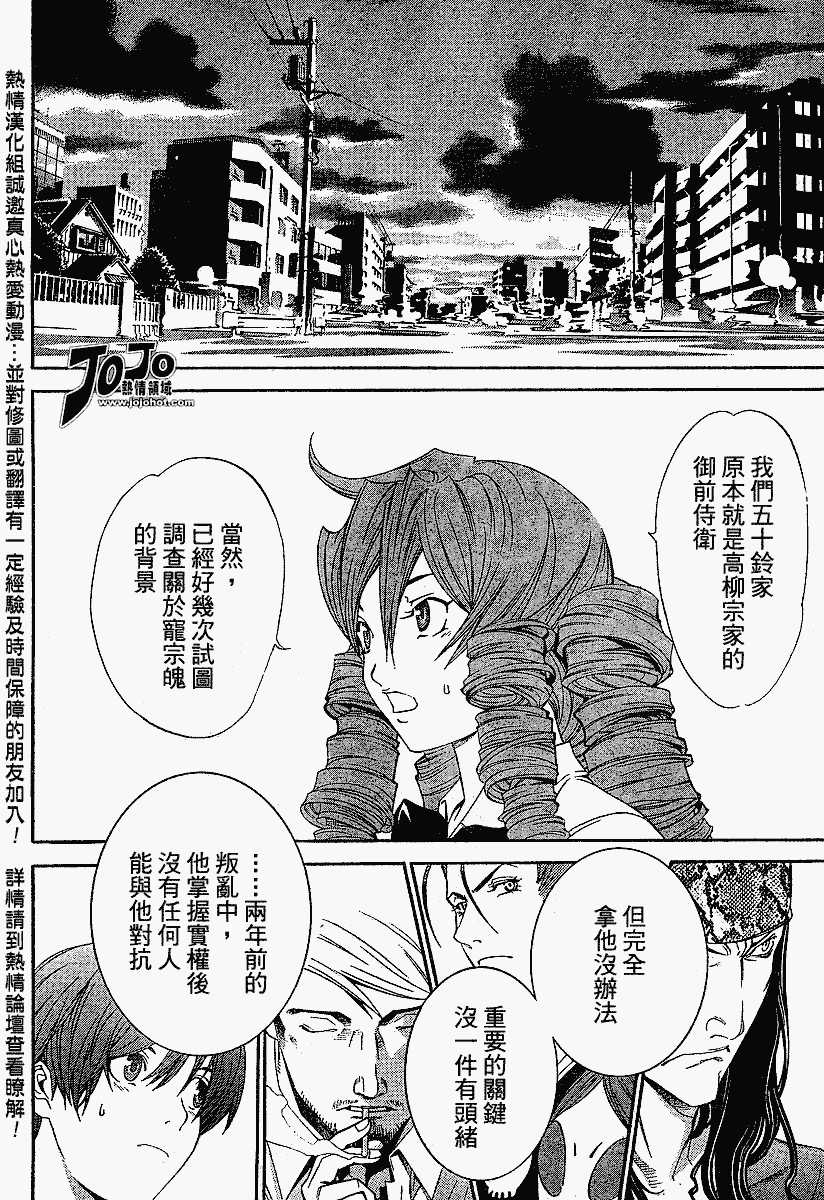 我們五十鈴家
原本就是高柳宗家的
御前侍衛
當然，
已經好幾次試圖
調查關於寵宗魄
的背景
但完全
拿他沒辦法
重要的關鍵
沒一件有頭緒
……兩年前的
叛亂中，
他掌握實權後
沒有任何人
能與他對抗
JOJO
熱情領域
www.jojohot.com
熱情漢化組誠邀真心熱愛動漫…並對修圖或翻譯有一定經驗及時間保障的朋友加入！ 詳情請到熱情論壇查看瞭解！